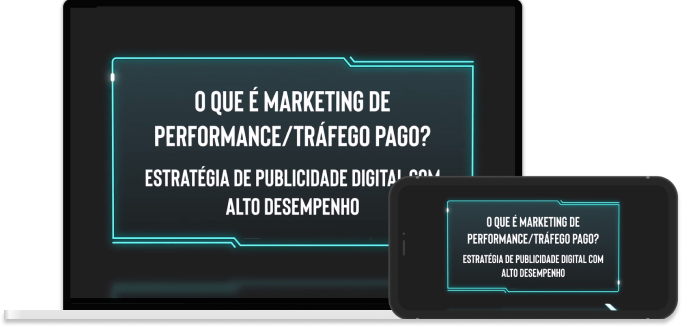 O QUE É MARKETING DE
PERFORMANCE/TRÁFEGO PAGO?
ESTRATÉGIA DE PUBLICIDADE DIGITAL COM
ALTO DESEMPENHO
O QUE É MARKETING DE
PERFORMANCE/TRÁFEGO PAGO?
ESTRATÉGIA DE PUBLICIDADE DIGITAL COM
ALTO DESEMPENHO